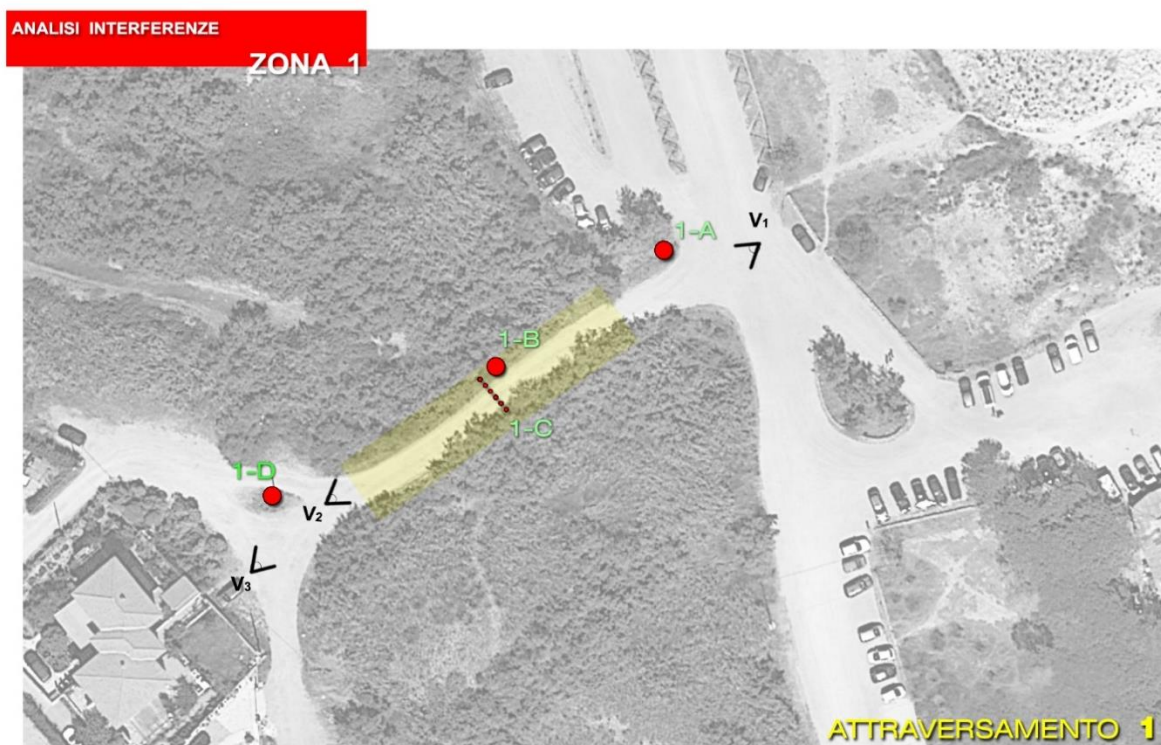 ANALISI INTERFERENZE
ZONA 1
V1
1-A
1-B
1-C
1-D
V2
V3
ATTRAVERSAMENTO 1